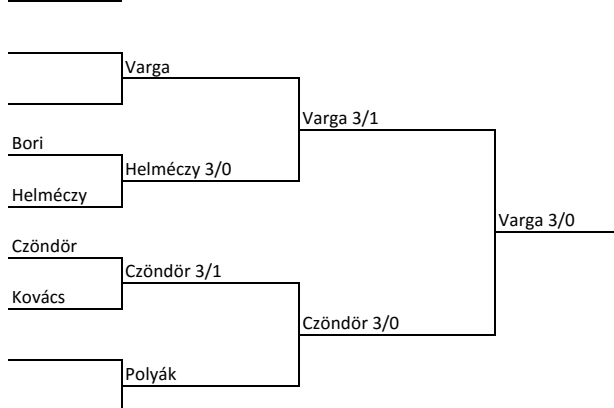 Varga
Varga 3/1
Bori
Helméczy 3/0
Helméczy
Varga 3/0
Czöndör
Czöndör 3/1
Kovács
Czöndör 3/0
Polyák